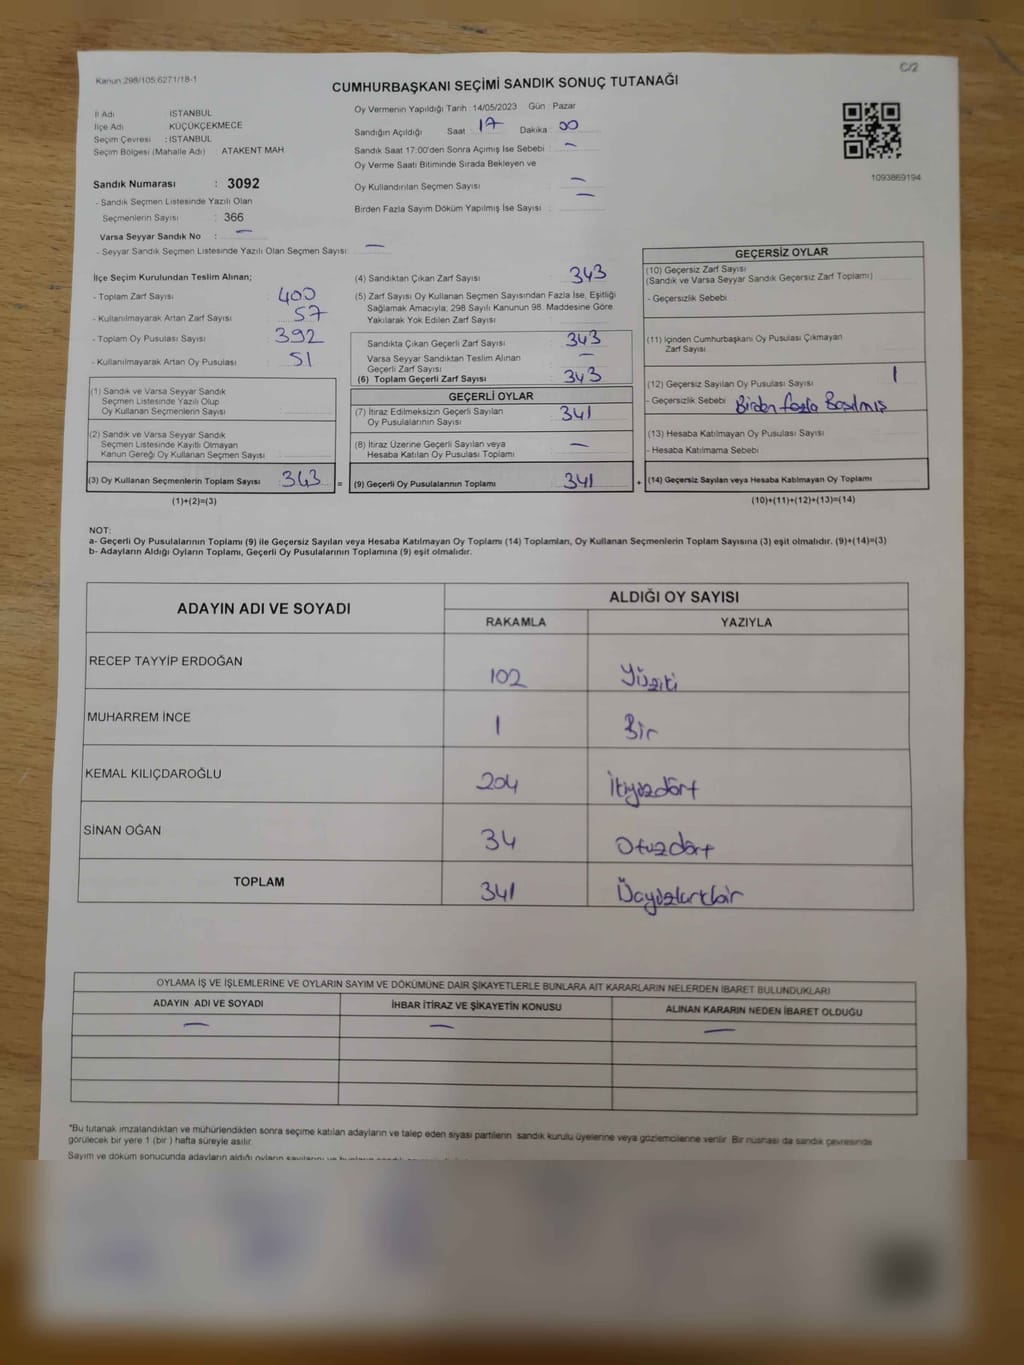 C/2
Kanun 298/105 6271/18-1
CUMHURBAŞKANI SEÇİMİ SANDIK SONUÇ TUTANAĞI
İl Adı İSTANBUL
İlçe Adı KÜÇÜKÇEKMECE
Seçim Çevresi : İSTANBUL
Seçim Bölgesi (Mahalle Adı) : ATAKENT MAH.
Sandık Numarası : 3092
- Sandık Seçmen Listesinde Yazılı Olan
Seçmenlerin Sayısı : 366
Varsa Seyyar Sandık No : —
- Seyyar Sandık Seçmen Listesinde Yazılı Olan Seçmen Sayısı: —
Oy Vermenin Yapıldığı Tarih : 14/05/2023 Gün : Pazar
Sandığın Açıldığı Saat : 17 Dakika : 00
Sandık Saat 17:00'den Sonra Açımış İse Sebebi : —
Oy Verme Saati Bitiminde Sırada Bekleyen ve
Oy Kullandırılan Seçmen Sayısı : —
Birden Fazla Sayım Döküm Yapılmış İse Sayısı : —
1093869194
İlçe Seçim Kurulundan Teslim Alınan;
- Toplam Zarf Sayısı : 400
- Kullanılmayarak Artan Zarf Sayısı : 57
- Toplam Oy Pusulası Sayısı : 392
- Kullanılmayarak Artan Oy Pusulası : 51
(1) Sandık ve Varsa Seyyar Sandık
Seçmen Listesinde Yazılı Olup
Oy Kullanan Seçmenlerin Sayısı :
(2) Sandık ve Varsa Seyyar Sandık
Seçmen Listesinde Kayıtlı Olmayan
Kanun Gereği Oy Kullanan Seçmen Sayısı :
(3) Oy Kullanan Seçmenlerin Toplam Sayısı : 343 =
(1)+(2)=(3)
(4) Sandıktan Çıkan Zarf Sayısı : 343
(5) Zarf Sayısı Oy Kullanan Seçmen Sayısından Fazla İse, Eşitliği
Sağlamak Amacıyla, 298 Sayılı Kanunun 98. Maddesine Göre
Yakılarak Yok Edilen Zarf Sayısı :
Sandıkta Çıkan Geçerli Zarf Sayısı : 343
Varsa Seyyar Sandıktan Teslim Alınan
Geçerli Zarf Sayısı : —
(6) Toplam Geçerli Zarf Sayısı : 343
GEÇERLİ OYLAR
(7) İtiraz Edilmeksizin Geçerli Sayılan
Oy Pusulalarının Sayısı : 341
(8) İtiraz Üzerine Geçerli Sayılan veya
Hesaba Katılan Oy Pusulası Toplamı : —
(9) Geçerli Oy Pusulalarının Toplamı : 341 +
GEÇERSİZ OYLAR
(10) Geçersiz Zarf Sayısı
(Sandık ve Varsa Seyyar Sandık Geçersiz Zarf Toplamı) :
- Geçersizlik Sebebi :
(11) İçinden Cumhurbaşkanı Oy Pusulası Çıkmayan
Zarf Sayısı :
(12) Geçersiz Sayılan Oy Pusulası Sayısı : 1
- Geçersizlik Sebebi : Birden fazla Basılmış
(13) Hesaba Katılmayan Oy Pusulası Sayısı :
- Hesaba Katılmama Sebebi :
(14) Geçersiz Sayılan veya Hesaba Katılmayan Oy Toplamı :
(10)+(11)+(12)+(13)=(14)
NOT:
a- Geçerli Oy Pusulalarının Toplamı (9) ile Geçersiz Sayılan veya Hesaba Katılmayan Oy Toplamı (14) Toplamları, Oy Kullanan Seçmenlerin Toplam Sayısına (3) eşit olmalıdır. (9)+(14)=(3)
b- Adayların Aldığı Oyların Toplamı, Geçerli Oy Pusulalarının Toplamına (9) eşit olmalıdır.
ADAYIN ADI VE SOYADI ALDIĞI OY SAYISI
RAKAMLA YAZIYLA
RECEP TAYYİP ERDOĞAN 102 Yüziki
MUHARREM İNCE 1 Bir
KEMAL KILIÇDAROĞLU 204 İkiyüzdört
SİNAN OĞAN 34 Otuzdört
TOPLAM 341 Üçyüzkırkbir
OYLAMA İŞ VE İŞLEMLERİNE VE OYLARIN SAYIM VE DÖKÜMÜNE DAİR ŞİKAYETLERLE BUNLARA AİT KARARLARIN NELERDEN İBARET BULUNDUKLARI
ADAYIN ADI VE SOYADI İHBAR İTİRAZ VE ŞİKAYETİN KONUSU ALINAN KARARIN NEDEN İBARET OLDUĞU
— — —
*Bu tutanak imzalandıktan ve mühürlendikten sonra seçime katılan adayların ve talep eden siyasi partilerin sandık kurulu üyelerine veya gözlemcilerine verilir. Bir nüshası da sandık çevresinde
görülecek bir yere 1 (bir ) hafta süreyle asılır.
Sayım ve döküm sonucunda adayların aldığı oyların sayılarını